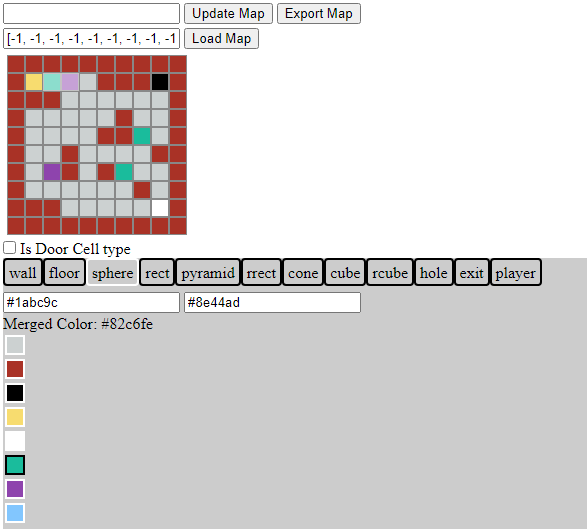 Update Map Export Map
[-1, -1, -1, -1, -1, -1, -1, -1, -1 Load Map
Is Door Cell type
wall floor sphere rect pyramid rrect cone cube rcube hole exit player
#1abc9c #8e44ad
Merged Color: #82c6fe